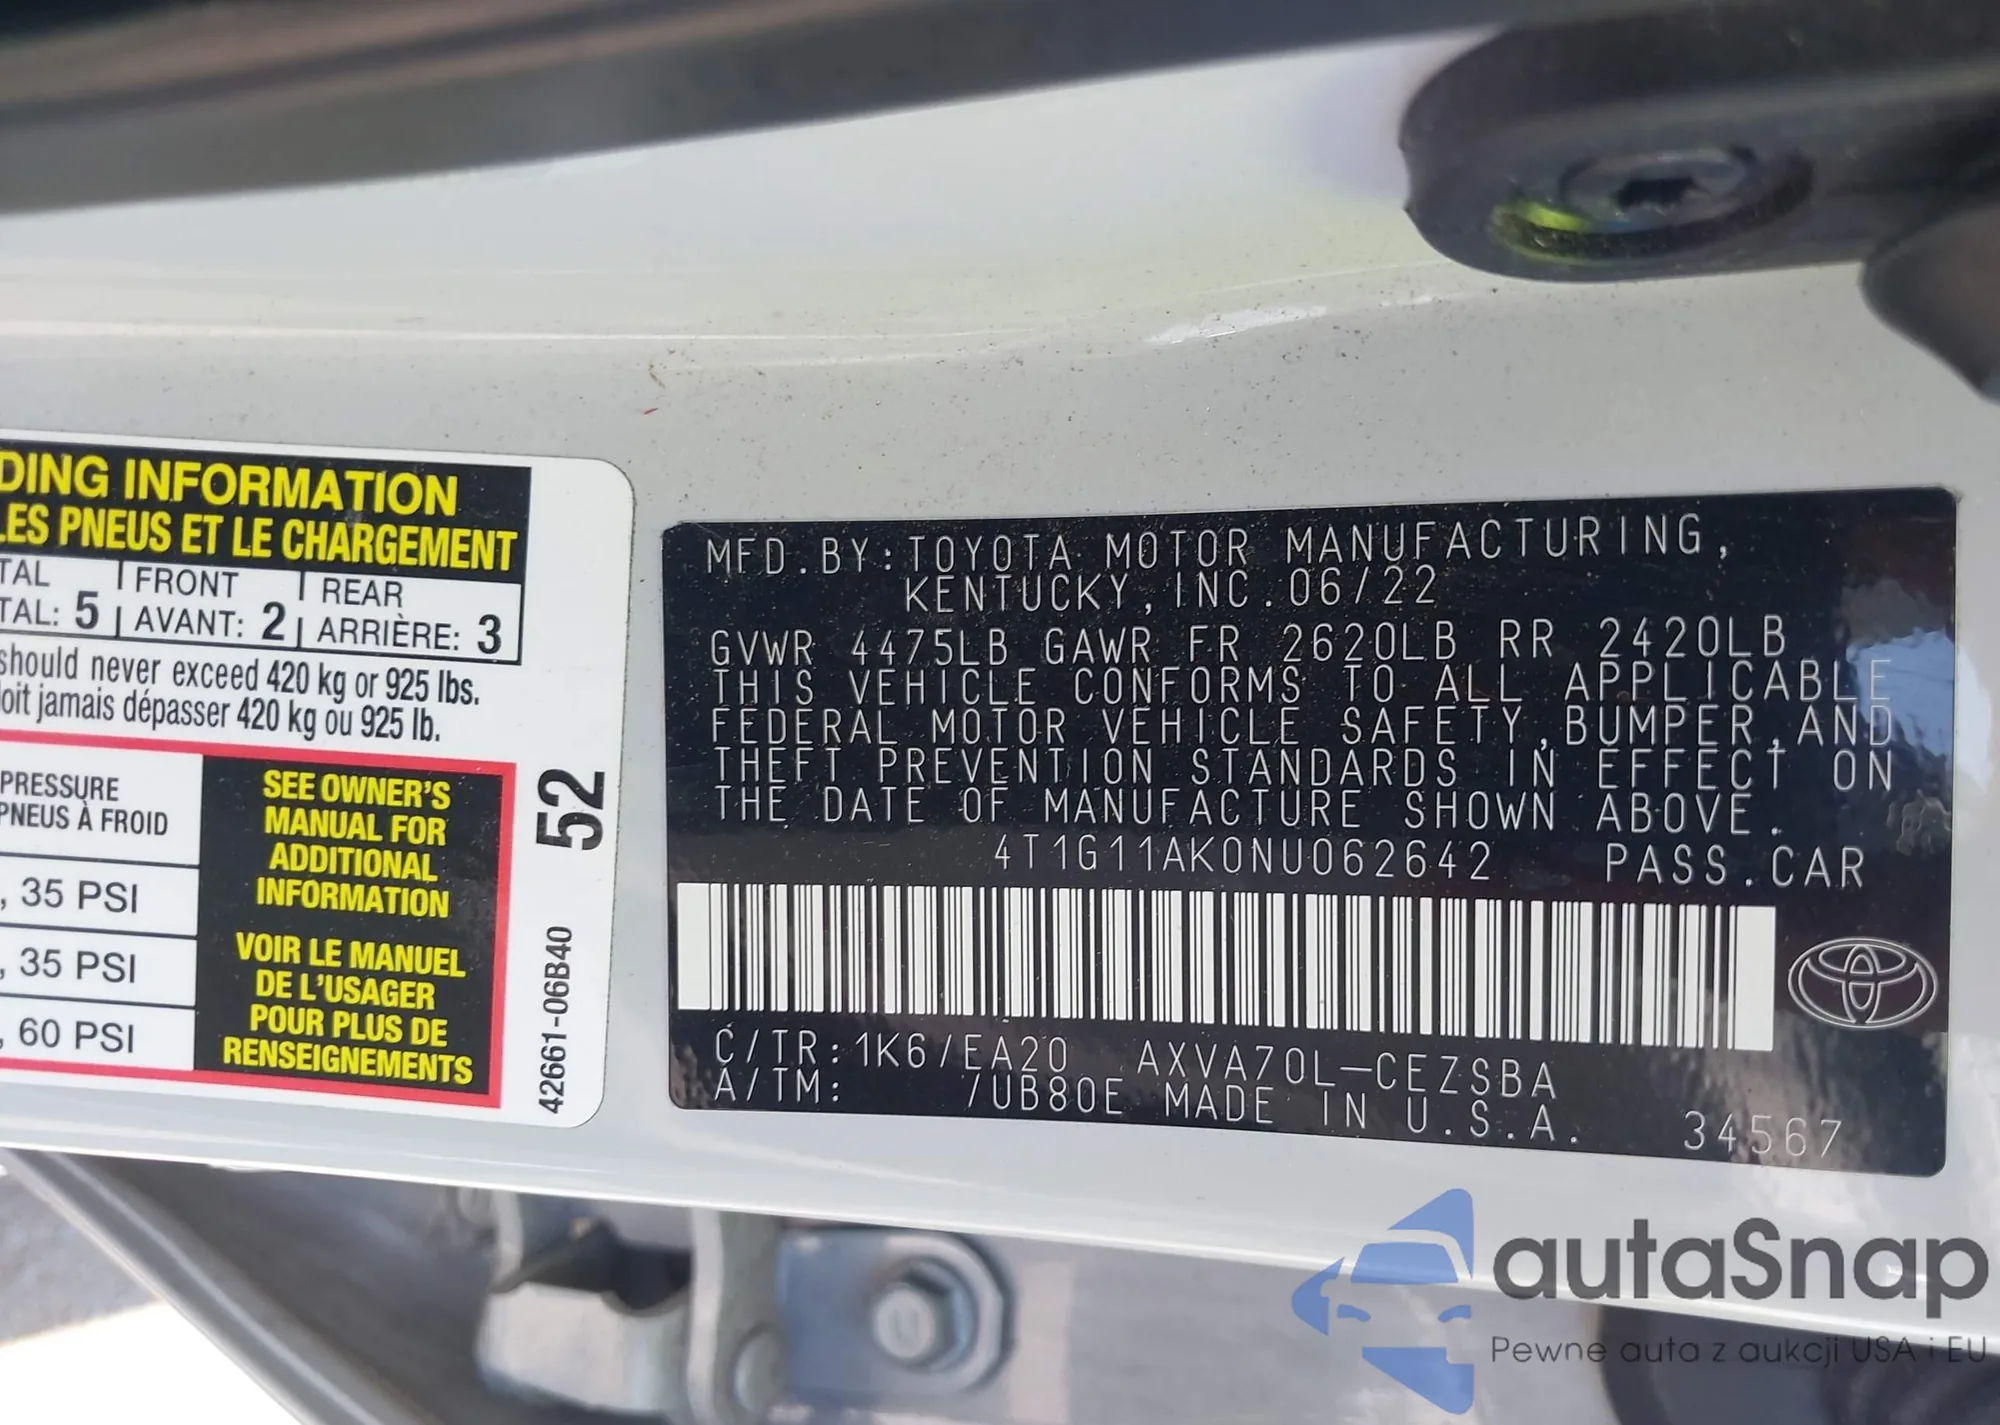 DING INFORMATION
LES PNEUS ET LE CHARGEMENT
TAL | FRONT | REAR
TAL: 5 | AVANT: 2 | ARRIÈRE: 3
should never exceed 420 kg or 925 lbs.
doit jamais dépasser 420 kg ou 925 lb.
PRESSURE
PNEUS À FROID
, 35 PSI
, 35 PSI
, 60 PSI
SEE OWNER'S
MANUAL FOR
ADDITIONAL
INFORMATION
VOIR LE MANUEL
DE L'USAGER
POUR PLUS DE
RENSEIGNEMENTS
52
42661-06B40
MFD.BY:TOYOTA MOTOR MANUFACTURING,
KENTUCKY,INC.06/22
GVWR 4475LB GAWR FR 2620LB RR 2420LB
THIS VEHICLE CONFORMS TO ALL APPLICABLE
FEDERAL MOTOR VEHICLE SAFETY,BUMPER,AND
THEFT PREVENTION STANDARDS IN EFFECT ON
THE DATE OF MANUFACTURE SHOWN ABOVE.
4T1G11AK0NU062642 PASS.CAR
C/TR:1K6/EA20 AXVA70L-CEZSBA
A/TM: /UB80E MADE IN U.S.A.
34567
autaSnap
Pewne auta z aukcji USA i EU